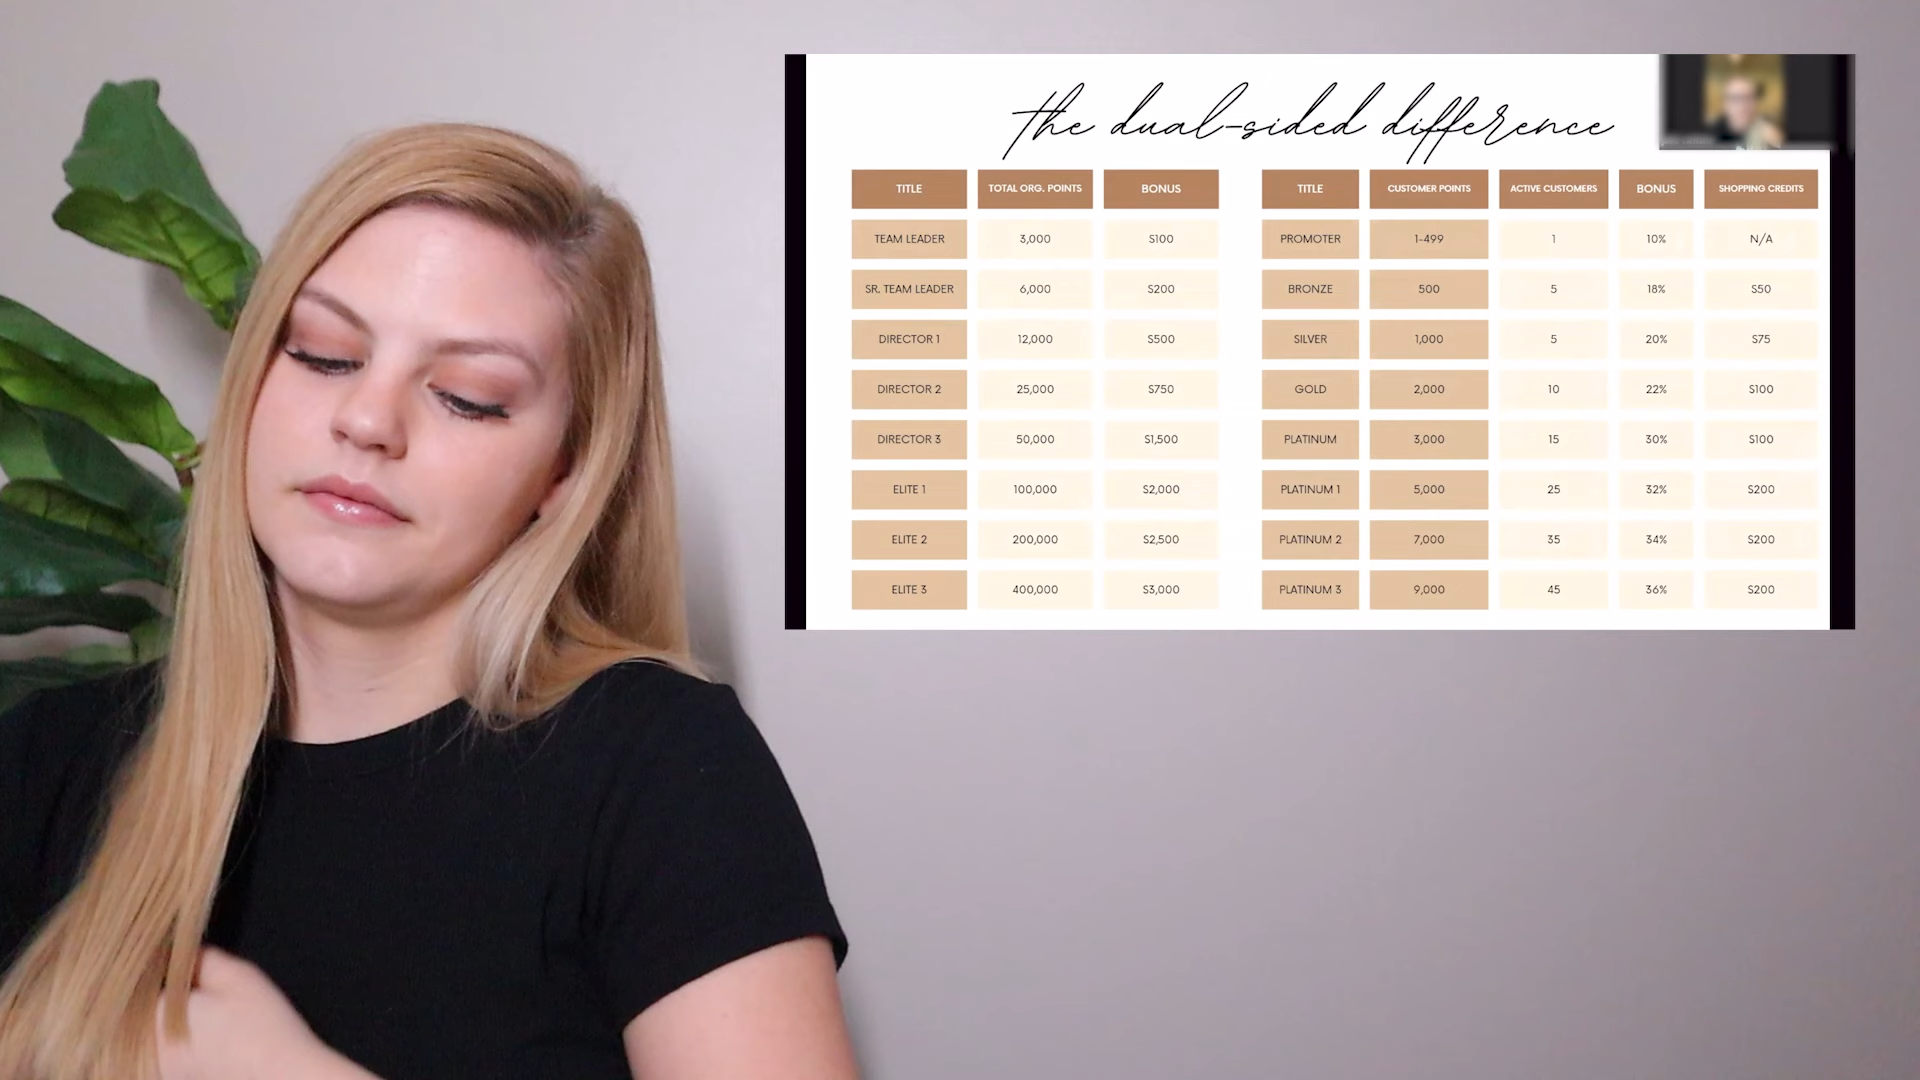 the dual-sided difference
TITLE TOTAL ORG. POINTS BONUS
TEAM LEADER 3,000 $100
SR. TEAM LEADER 6,000 $200
DIRECTOR 1 12,000 $500
DIRECTOR 2 25,000 $750
DIRECTOR 3 50,000 $1,500
ELITE 1 100,000 $2,000
ELITE 2 200,000 $2,500
ELITE 3 400,000 $3,000
TITLE CUSTOMER POINTS ACTIVE CUSTOMERS BONUS SHOPPING CREDITS
PROMOTER 1-499 1 10% N/A
BRONZE 500 5 18% $50
SILVER 1,000 5 20% $75
GOLD 2,000 10 22% $100
PLATINUM 3,000 15 30% $100
PLATINUM 1 5,000 25 32% $200
PLATINUM 2 7,000 35 34% $200
PLATINUM 3 9,000 45 36% $200